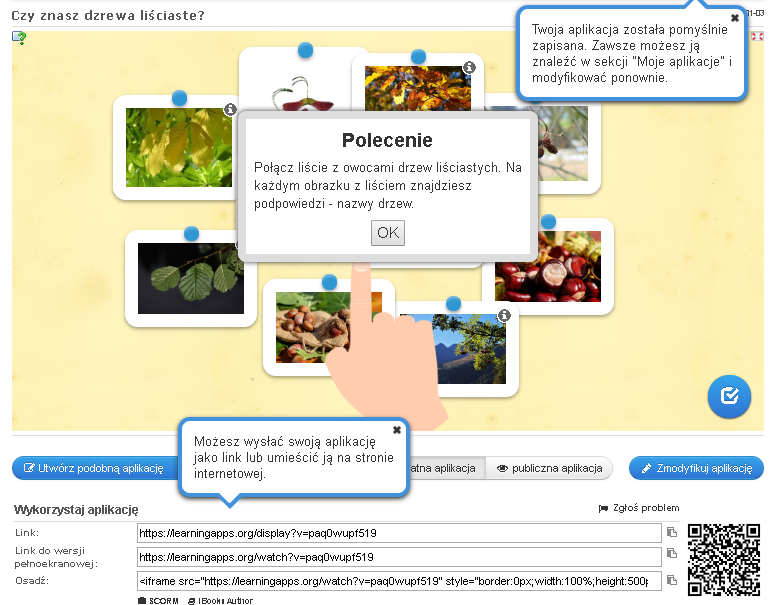 Czy znasz dzrewa liściaste?
01-03
Twoja aplikacja została pomyślnie
zapisana. Zawsze możesz ją
znaleźć w sekcji "Moje aplikacje" i
modyfikować ponownie.
Polecenie
Połącz liście z owocami drzew liściastych. Na
każdym obrazku z liściem znajdziesz
podpowiedzi - nazwy drzew.
OK
Możesz wysłać swoją aplikację
jako link lub umieścić ją na stronie
internetowej.
Utwórz podobną aplikację
atna aplikacja
publiczna aplikacja
Zmodyfikuj aplikację
Wykorzystaj aplikację
Zgłoś problem
Link:
https://learningapps.org/display?v=paq0wupf519
Link do wersji
pełnoekranowej:
https://learningapps.org/watch?v=paq0wupf519
Osadź:
<iframe src="https://learningapps.org/watch?v=paq0wupf519" style="border:0px;width:100%;height:500p
SCORM
iBooks Author